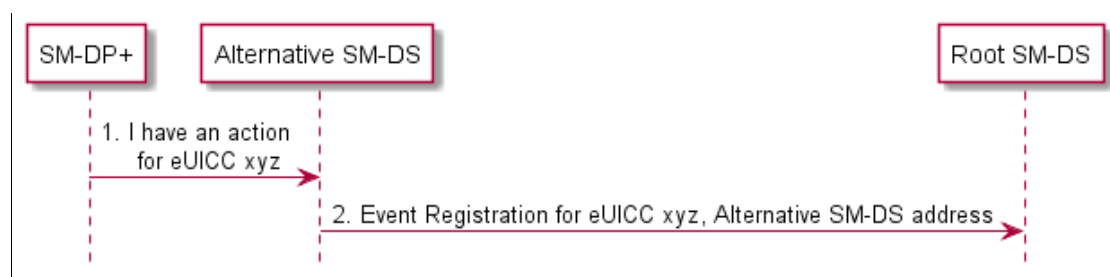 SM-DP+
Alternative SM-DS
Root SM-DS
1. I have an action
for eUICC xyz
2. Event Registration for eUICC xyz, Alternative SM-DS address